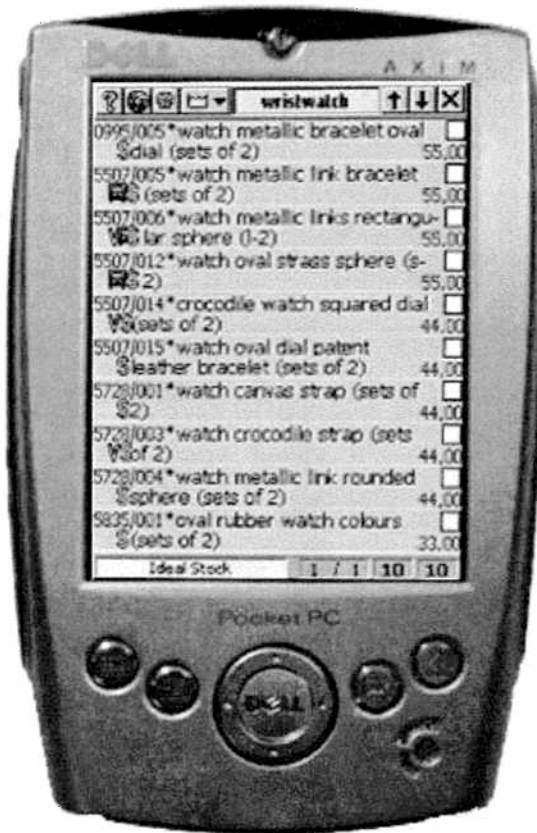 DELL
AXIM
? wristwatch ↑ ↓ X
0995/005*watch metallic bracelet oval
$dial (sets of 2) 55,00
5507/005*watch metallic link bracelet
$ (sets of 2) 55,00
5507/006*watch metallic links rectangu-
lar sphere (l-2) 55,00
5507/012*watch oval strass sphere (s-
2) 55,00
5507/014*crocodile watch squared dial
(sets of 2) 44,00
5507/015*watch oval dial patent
$leather bracelet (sets of 2) 44,00
5728/001*watch canvas strap (sets of
$2) 44,00
5728/003*watch crocodile strap (sets
of 2) 44,00
5728/004*watch metallic link rounded
$sphere (sets of 2) 44,00
5835/001*oval rubber watch colours
$(sets of 2) 33,00
Ideal Stock 1 / 1 10 10
Pocket PC
DELL